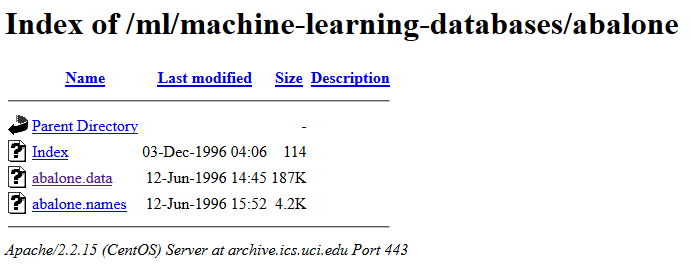 Index of /ml/machine-learning-databases/abalone
Name Last modified Size Description
Parent Directory -
? Index 03-Dec-1996 04:06 114
? abalone.data 12-Jun-1996 14:45 187K
? abalone.names 12-Jun-1996 15:52 4.2K
Apache/2.2.15 (CentOS) Server at archive.ics.uci.edu Port 443